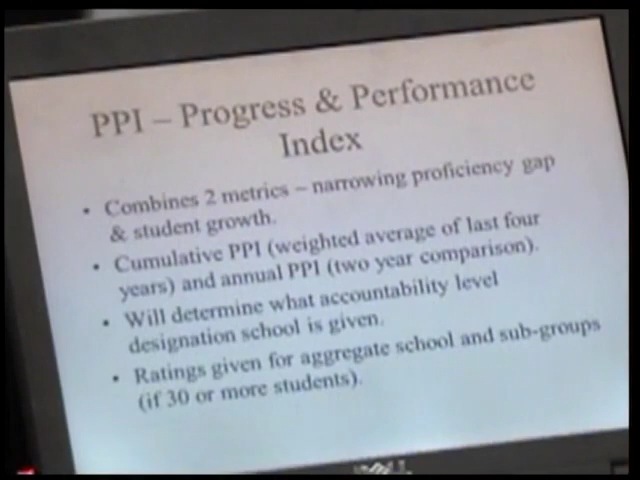 PPI – Progress & Performance
Index
• Combines 2 metrics – narrowing proficiency gap
& student growth.
• Cumulative PPI (weighted average of last four
years) and annual PPI (two year comparison).
• Will determine what accountability level
designation school is given.
• Ratings given for aggregate school and sub-groups
(if 30 or more students).
DELL